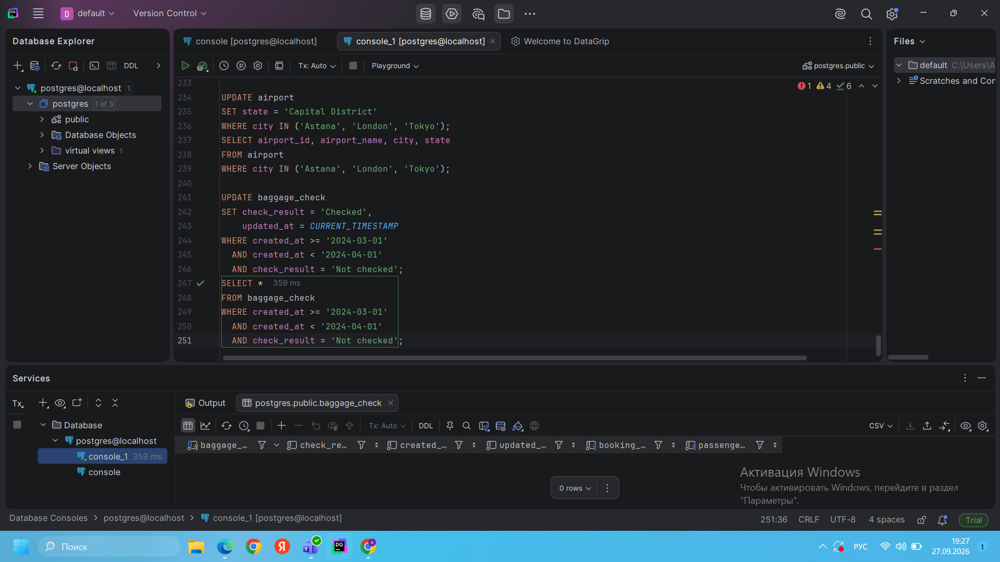 D default
Version Control
Database Explorer
DDL
postgres@localhost 1
postgres 1 of 3
public
Database Objects
virtual views 1
Server Objects
console [postgres@localhost]
console_1 [postgres@localhost]
Welcome to DataGrip
Tx: Auto
Playground
postgres.public
1 4 6
233
234 UPDATE airport
235 SET state = 'Capital District'
236 WHERE city IN ('Astana', 'London', 'Tokyo');
237 SELECT airport_id, airport_name, city, state
238 FROM airport
239 WHERE city IN ('Astana', 'London', 'Tokyo');
240
241 UPDATE baggage_check
242 SET check_result = 'Checked',
243 updated_at = CURRENT_TIMESTAMP
244 WHERE created_at >= '2024-03-01'
245 AND created_at < '2024-04-01'
246 AND check_result = 'Not checked';
247 SELECT * 359 ms
248 FROM baggage_check
249 WHERE created_at >= '2024-03-01'
250 AND created_at < '2024-04-01'
251 AND check_result = 'Not checked';
Files
default C:\Users\A
Scratches and Con
Services
Tx
Database
postgres@localhost
console_1 359 ms
console
Output
postgres.public.baggage_check
Tx: Auto
DDL
CSV
baggage_…
check_re…
created_…
updated_…
booking_…
passenge…
0 rows
Активация Windows
Чтобы активировать Windows, перейдите в раздел
"Параметры".
Database Consoles > postgres@localhost > console_1 [postgres@localhost]
251:36 CRLF UTF-8 4 spaces
Trial
Поиск
Я
T
DG
A
РУС
19:27
27.09.2026
1